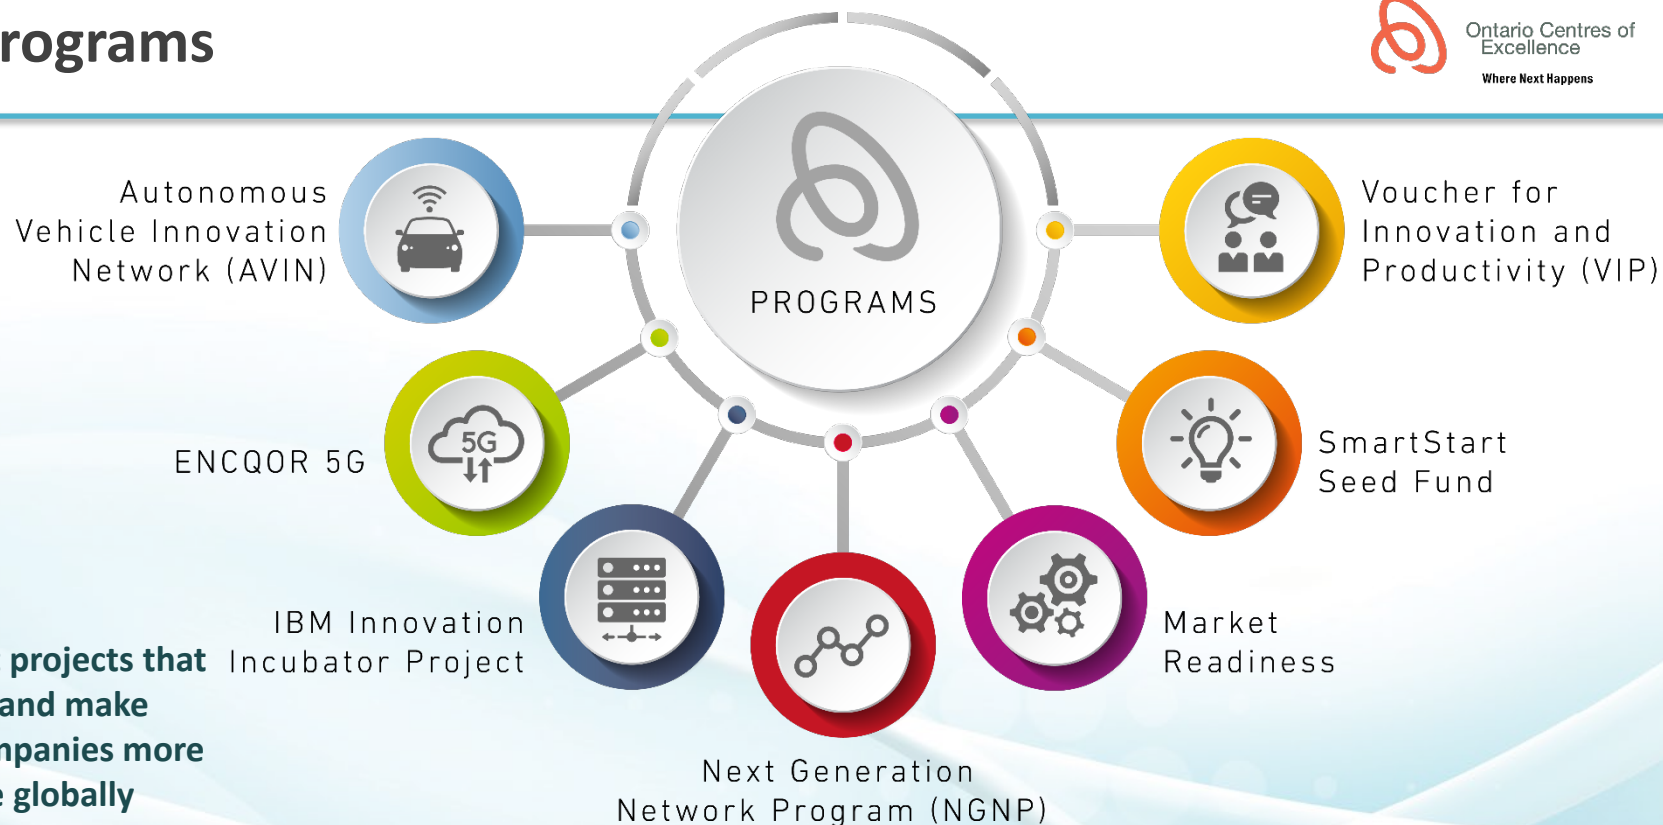 rograms
Ontario Centres of
Excellence
Where Next Happens
PROGRAMS
Autonomous
Vehicle Innovation
Network (AVIN)
ENCQOR 5G
5G
IBM Innovation
Incubator Project
Next Generation
Network Program (NGNP)
Market
Readiness
SmartStart
Seed Fund
Voucher for
Innovation and
Productivity (VIP)
projects that
and make
mpanies more
globally